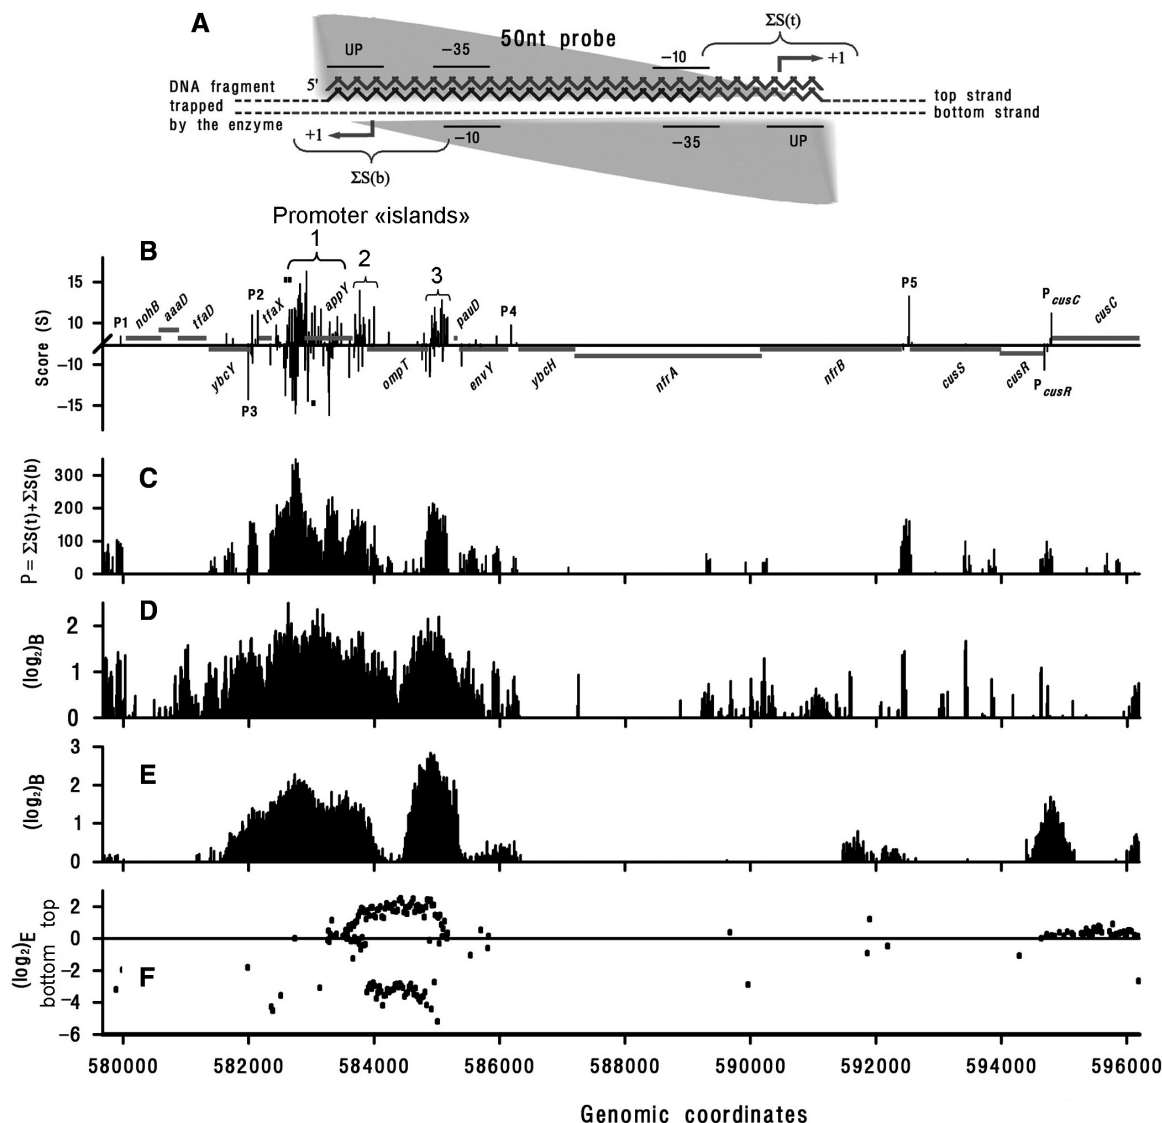 A
ΣS(t)
50nt probe
UP
−35
−10
+1
DNA fragment
trapped
by the enzyme
5'
top strand
bottom strand
+1
−10
−35
UP
ΣS(b)
Promoter «islands»
B
1
2
3
15
10
−10
−15
Score (S)
P1
nohB
aaaD
tfaD
P2
tfaX
appY
pauD
P4
P5
P cusC
cusC
ybcY
P3
ompT
envY
ybcH
nfrA
nfrB
cusS
cusR
P cusR
C
P = ΣS(t)+ΣS(b)
300
200
100
0
D
(log₂)B
2
1
0
E
(log₂)B
3
2
1
0
F
(log₂)E
bottom top
2
0
−2
−4
−6
580000 582000 584000 586000 588000 590000 592000 594000 596000
Genomic coordinates